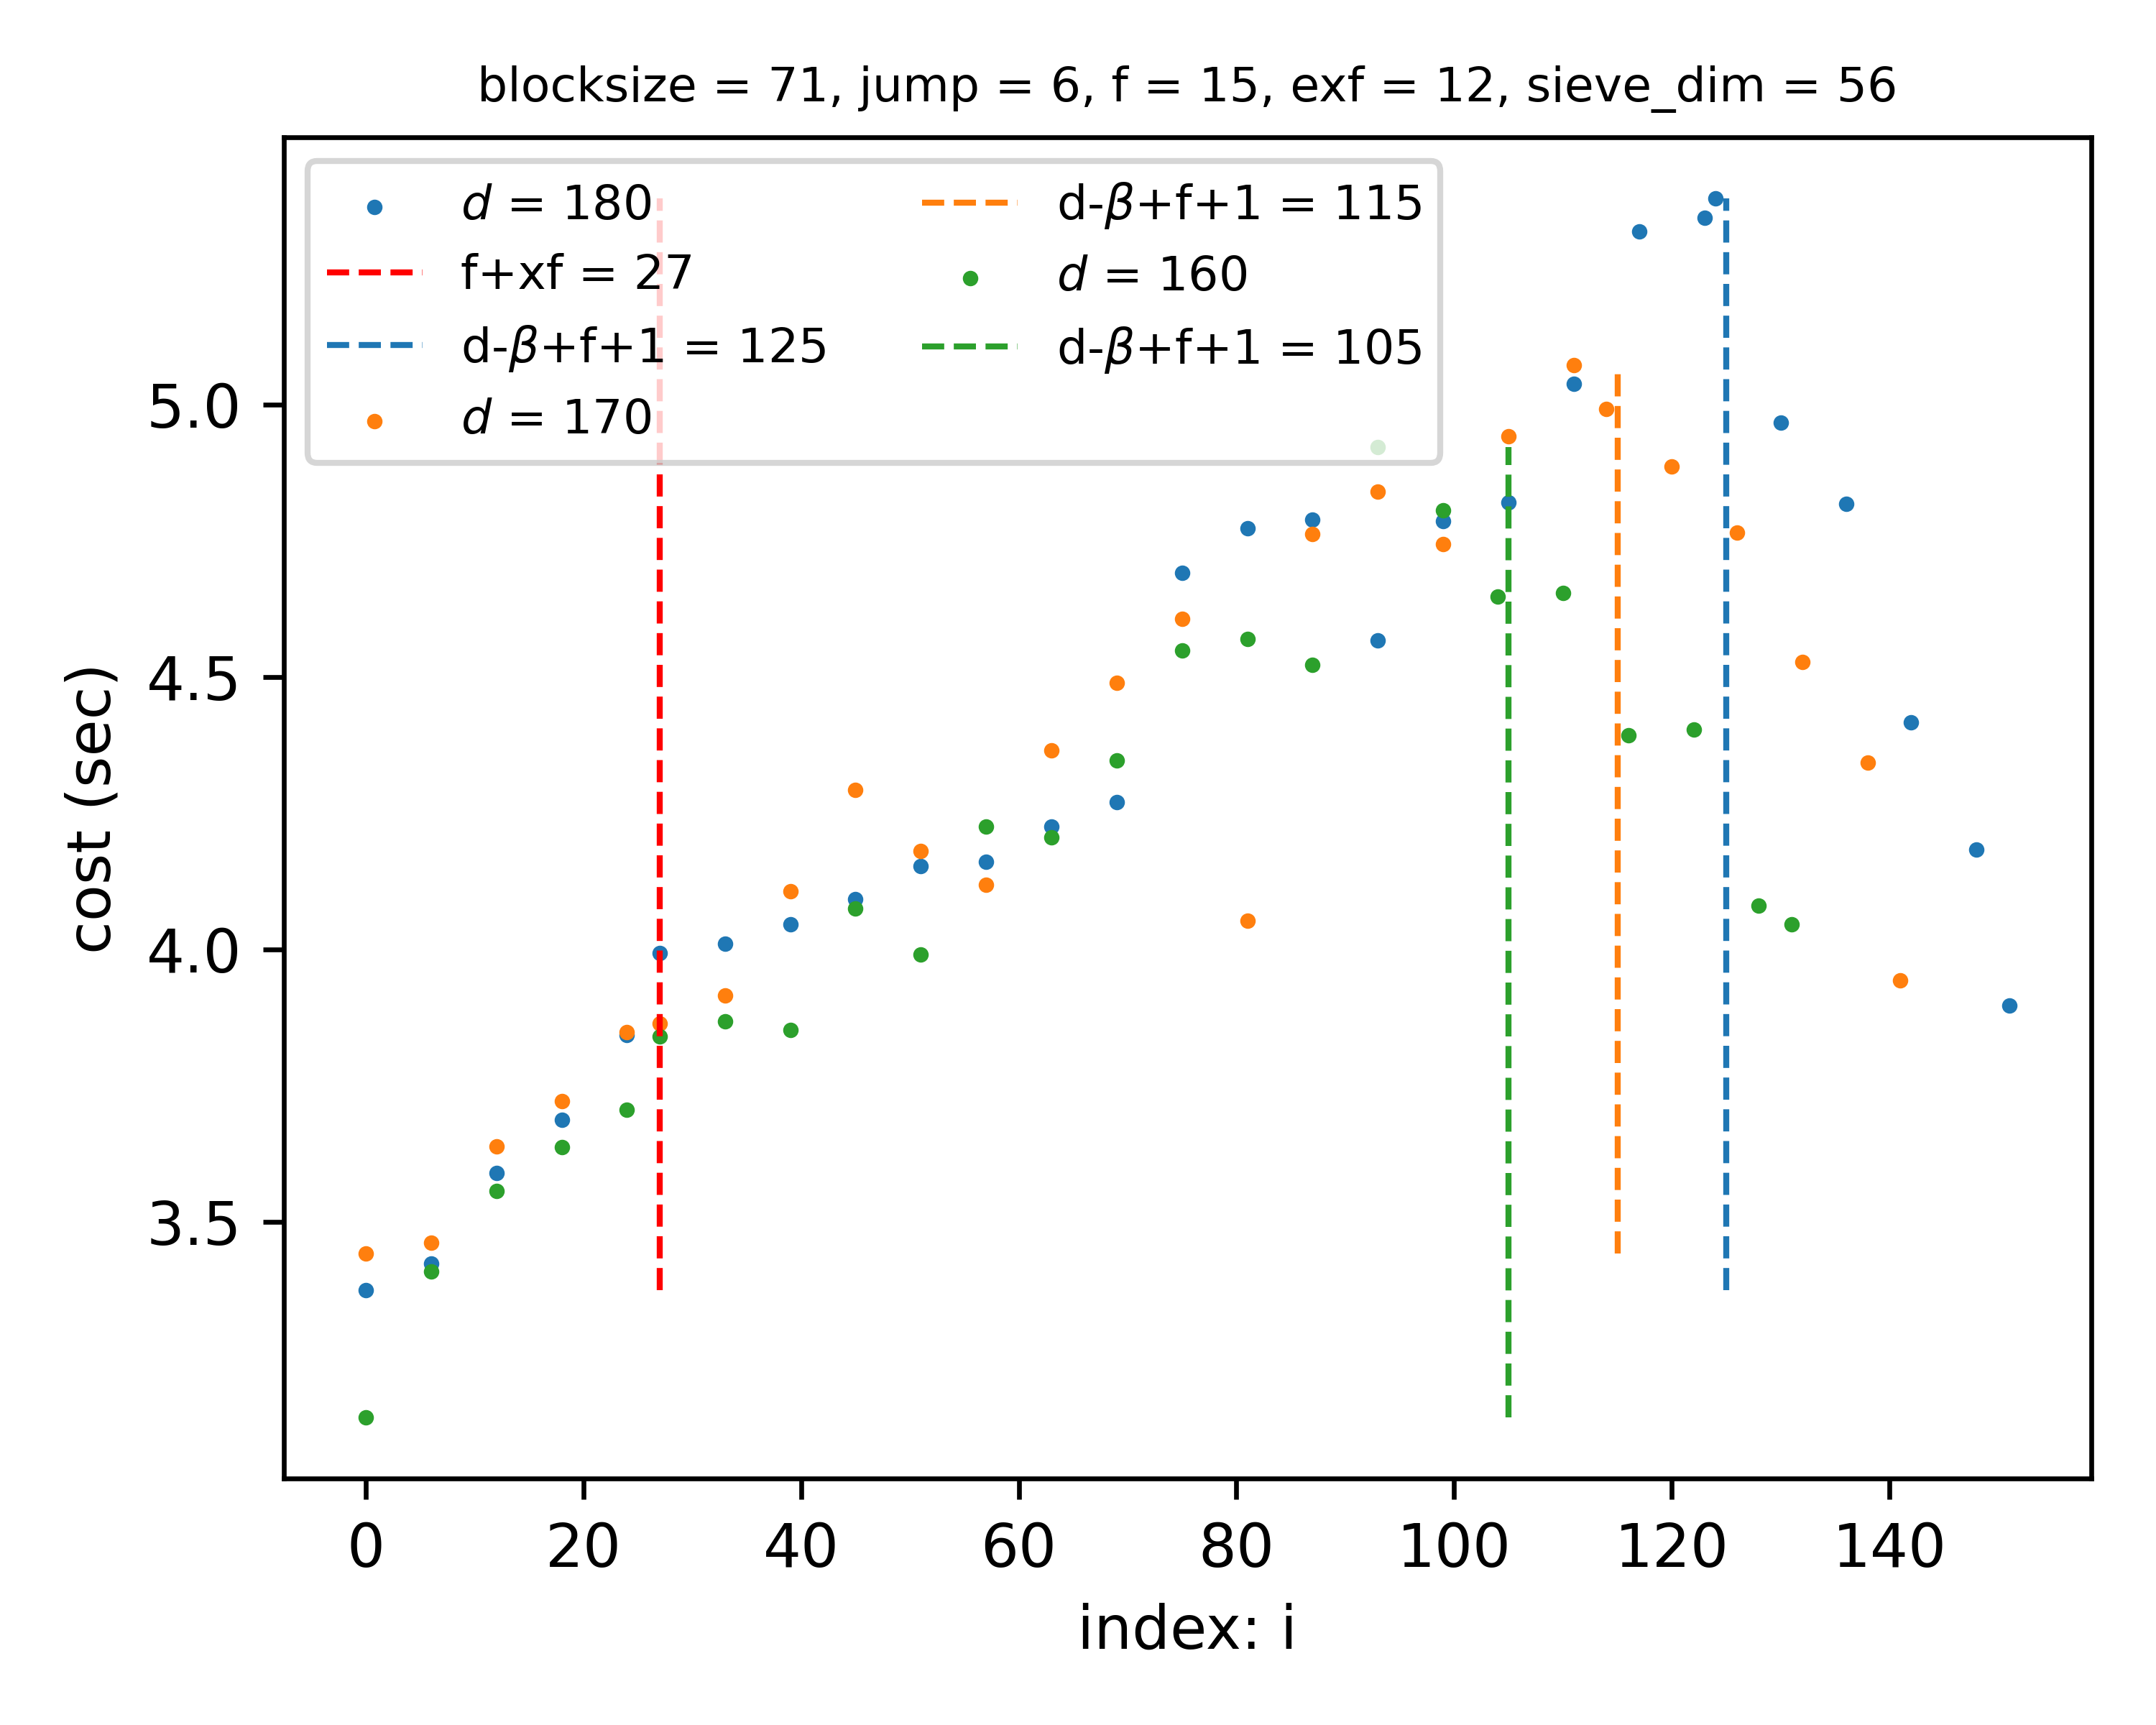 blocksize = 71, jump = 6, f = 15, exf = 12, sieve_dim = 56
d = 180
f+xf = 27
d-β+f+1 = 125
d = 170
d-β+f+1 = 115
d = 160
d-β+f+1 = 105
cost (sec)
5.0
4.5
4.0
3.5
0 20 40 60 80 100 120 140
index: i